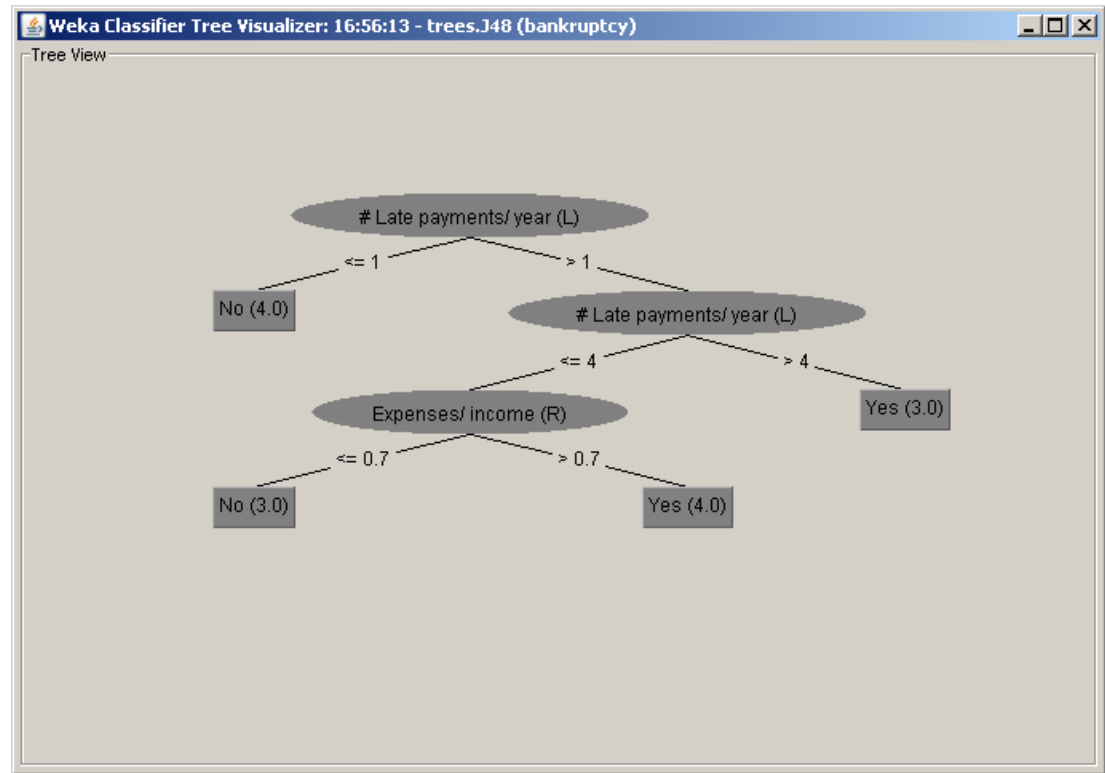 Weka Classifier Tree Visualizer: 16:56:13 - trees.J48 (bankruptcy)
Tree View
# Late payments/ year (L)
<= 1
> 1
No (4.0)
# Late payments/ year (L)
<= 4
> 4
Expenses/ income (R)
Yes (3.0)
<= 0.7
> 0.7
No (3.0)
Yes (4.0)